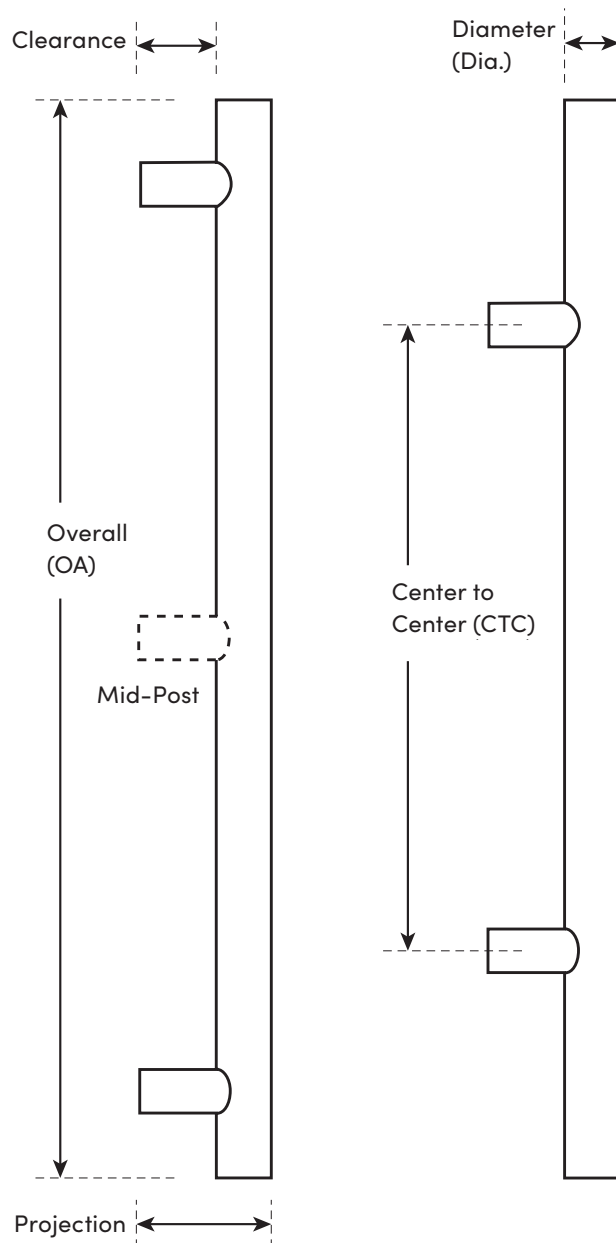 Clearance
Diameter
(Dia.)
Overall
(OA)
Center to
Center (CTC)
Mid-Post
Projection